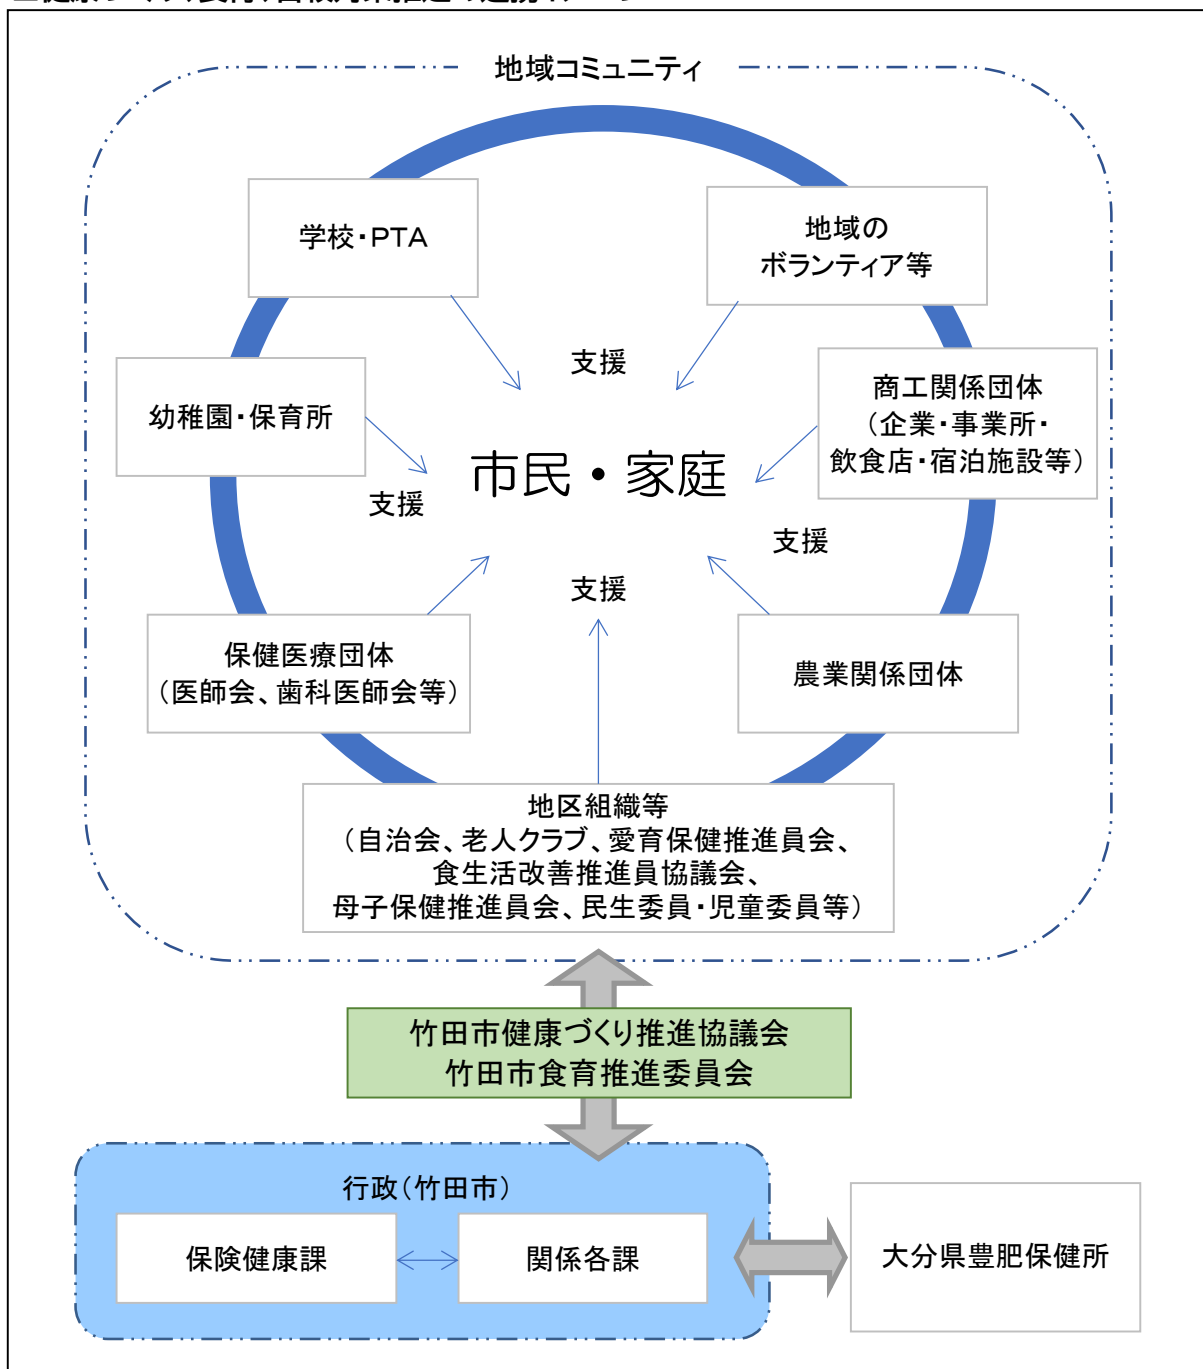 地域コミュニティ
学校・PTA
地域の
ボランティア等
支援
幼稚園・保育所
商工関係団体
（企業・事業所・
飲食店・宿泊施設等）
市民・家庭
支援
支援
支援
保健医療団体
（医師会、歯科医師会等）
農業関係団体
地区組織等
（自治会、老人クラブ、愛育保健推進員会、
食生活改善推進員協議会、
母子保健推進員会、民生委員・児童委員等）
竹田市健康づくり推進協議会
竹田市食育推進委員会
行政（竹田市）
保険健康課
関係各課
大分県豊肥保健所